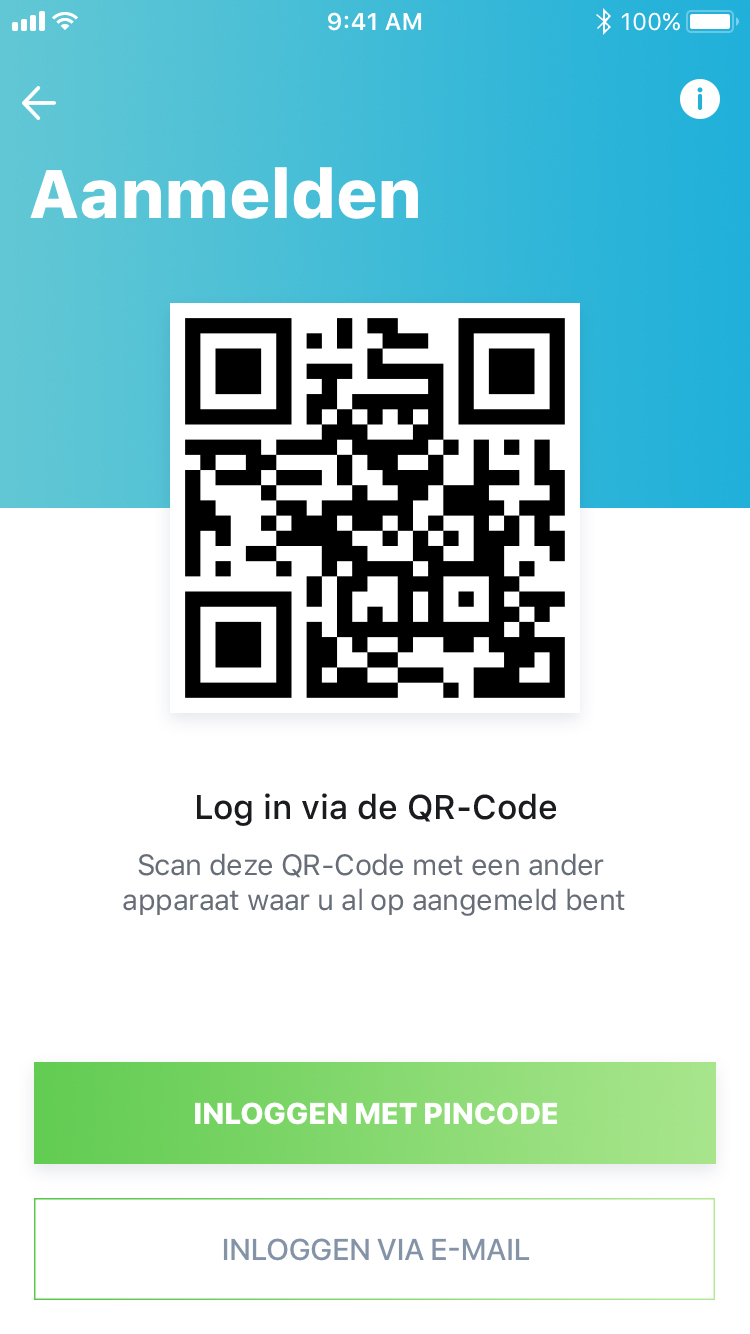 9:41 AM
100%
Aanmelden
Log in via de QR-Code
Scan deze QR-Code met een ander
apparaat waar u al op aangemeld bent
INLOGGEN MET PINCODE
INLOGGEN VIA E-MAIL